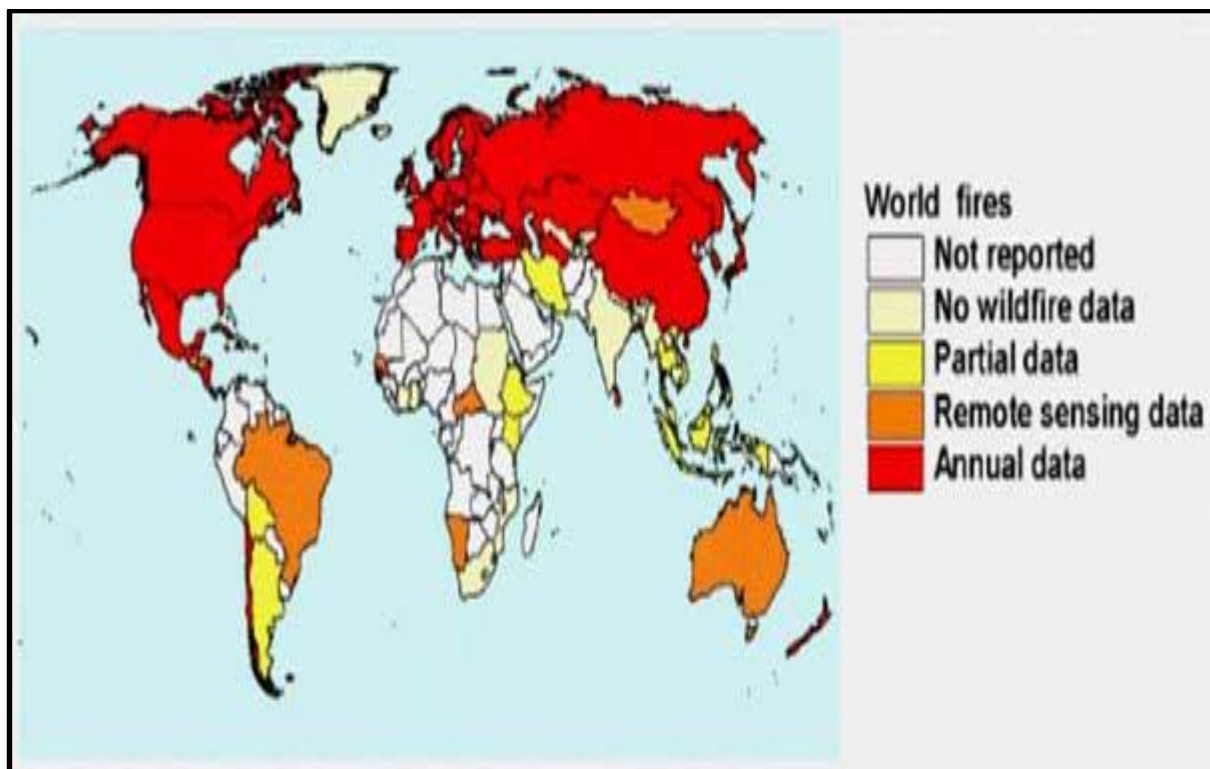 World fires
Not reported
No wildfire data
Partial data
Remote sensing data
Annual data